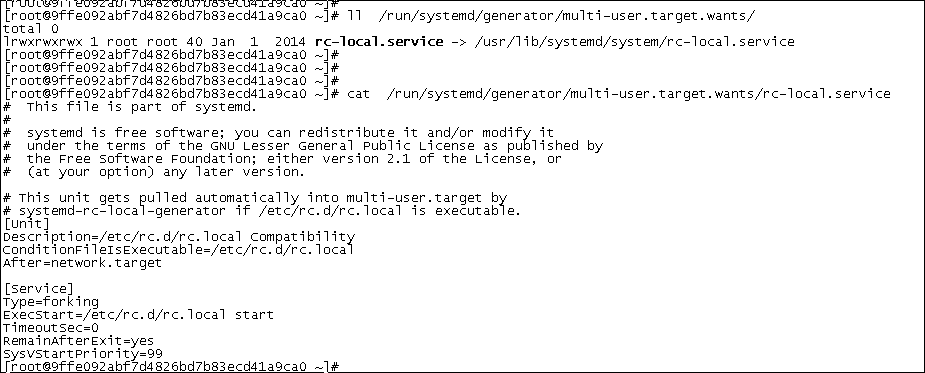 [root@9ffe092abf7d4826bd7b83ecd41a9ca0 ~]#
[root@9ffe092abf7d4826bd7b83ecd41a9ca0 ~]# ll  /run/systemd/generator/multi-user.target.wants/
total 0
lrwxrwxrwx 1 root root 40 Jan  1  2014 rc-local.service -> /usr/lib/systemd/system/rc-local.service
[root@9ffe092abf7d4826bd7b83ecd41a9ca0 ~]#
[root@9ffe092abf7d4826bd7b83ecd41a9ca0 ~]#
[root@9ffe092abf7d4826bd7b83ecd41a9ca0 ~]#
[root@9ffe092abf7d4826bd7b83ecd41a9ca0 ~]# cat  /run/systemd/generator/multi-user.target.wants/rc-local.service
#  This file is part of systemd.
#
#  systemd is free software; you can redistribute it and/or modify it
#  under the terms of the GNU Lesser General Public License as published by
#  the Free Software Foundation; either version 2.1 of the License, or
#  (at your option) any later version.

# This unit gets pulled automatically into multi-user.target by
# systemd-rc-local-generator if /etc/rc.d/rc.local is executable.
[Unit]
Description=/etc/rc.d/rc.local Compatibility
ConditionFileIsExecutable=/etc/rc.d/rc.local
After=network.target

[Service]
Type=forking
ExecStart=/etc/rc.d/rc.local start
TimeoutSec=0
RemainAfterExit=yes
SysVStartPriority=99
[root@9ffe092abf7d4826bd7b83ecd41a9ca0 ~]#